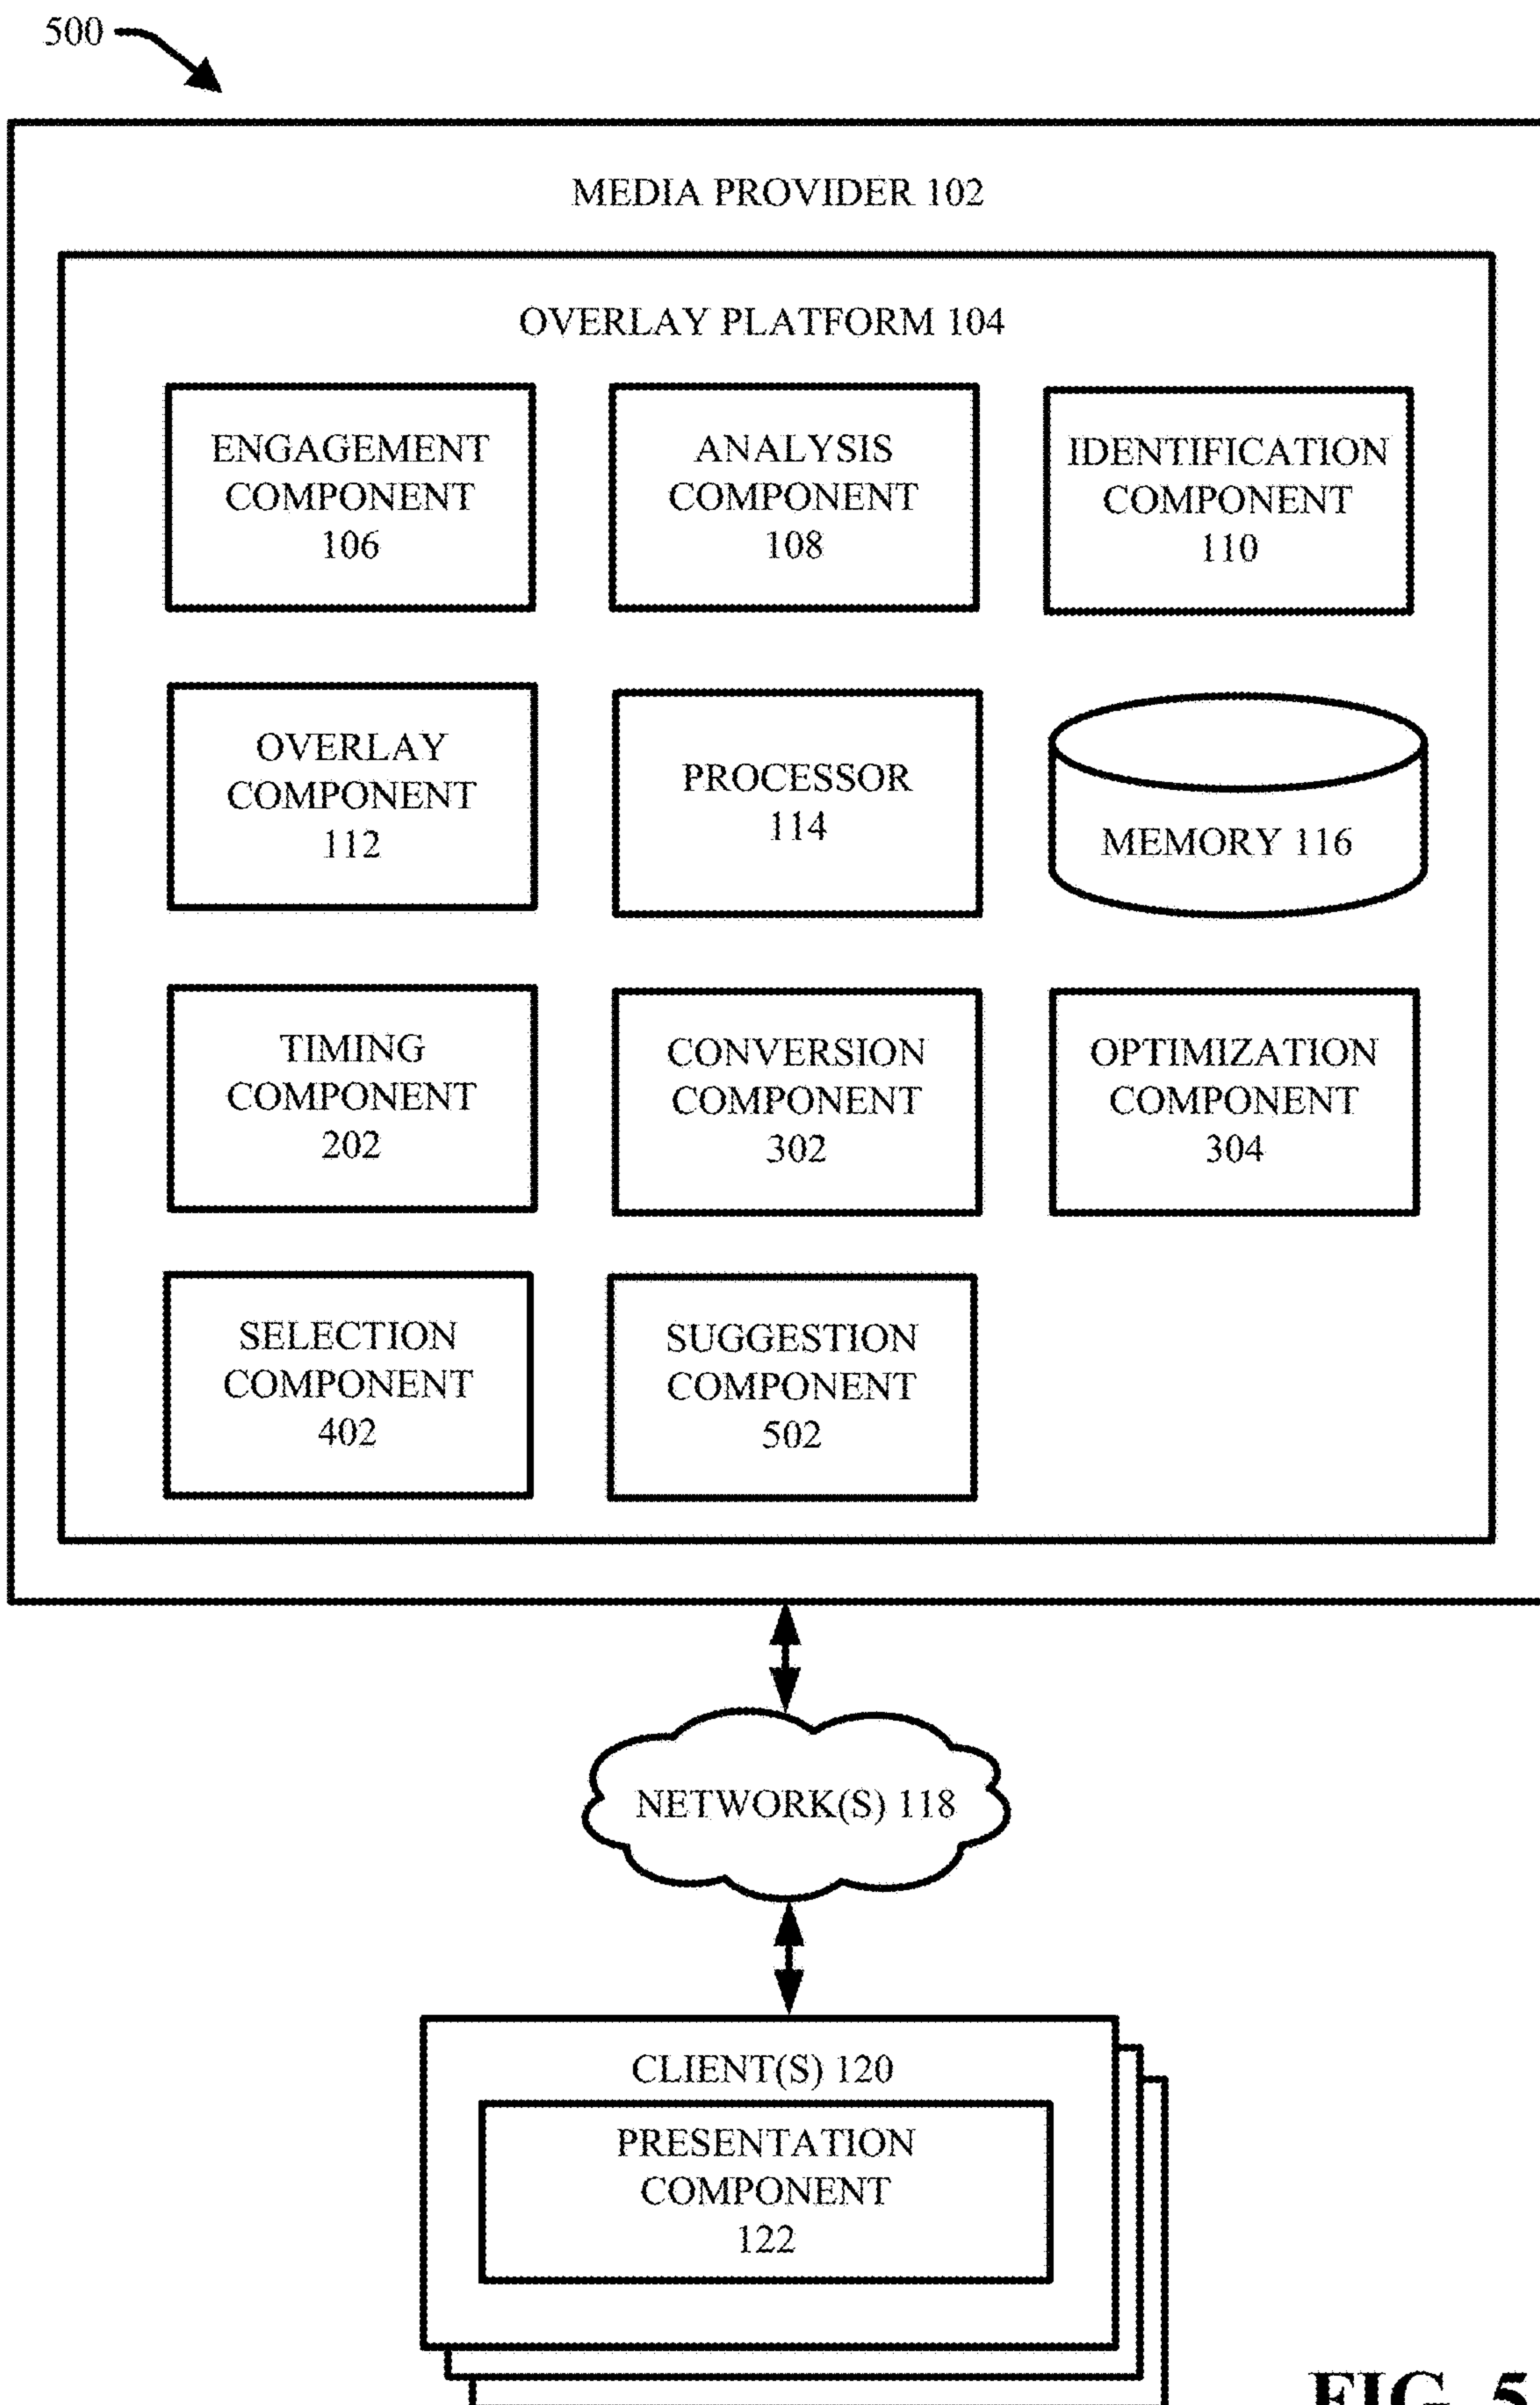 500
MEDIA PROVIDER 102
OVERLAY PLATFORM 104
ENGAGEMENT
COMPONENT
106
ANALYSIS
COMPONENT
108
IDENTIFICATION
COMPONENT
110
OVERLAY
COMPONENT
112
PROCESSOR
114
MEMORY 116
TIMING
COMPONENT
202
CONVERSION
COMPONENT
302
OPTIMIZATION
COMPONENT
304
SELECTION
COMPONENT
402
SUGGESTION
COMPONENT
502
NETWORK(S) 118
CLIENT(S) 120
PRESENTATION
COMPONENT
122
FIG. 5